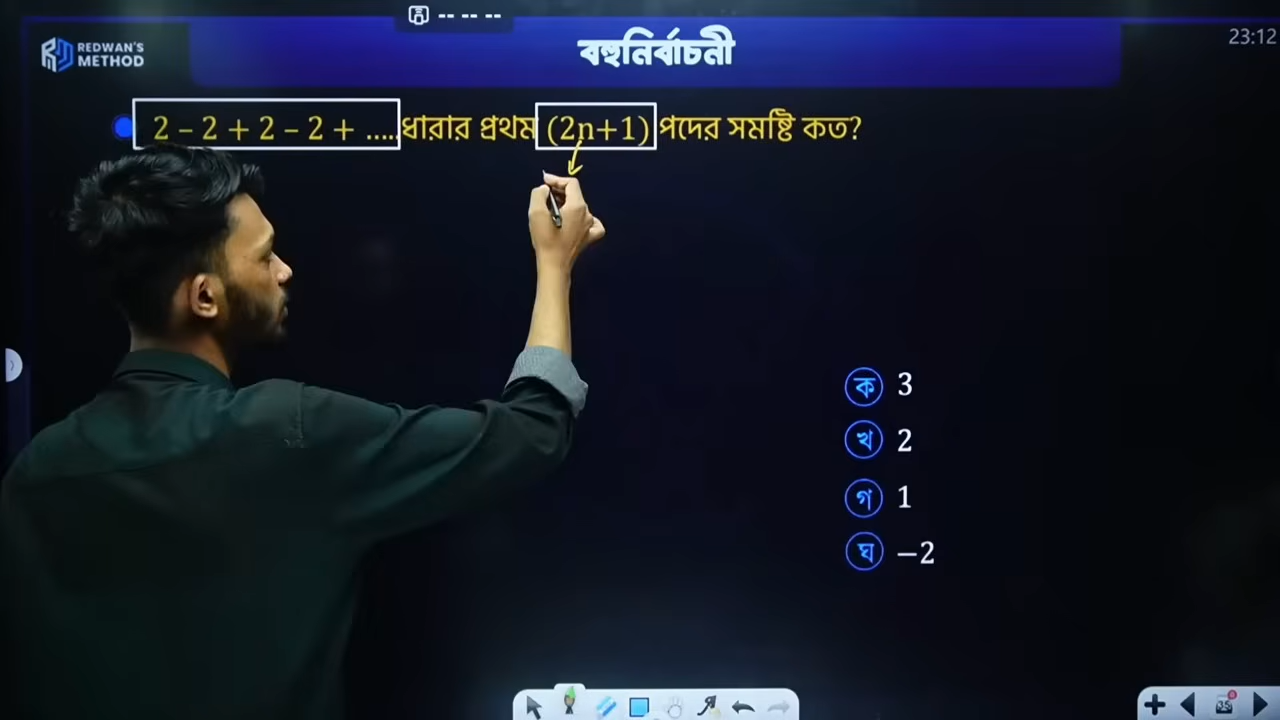 -- -- --
REDWAN'S
METHOD
বহুনির্বাচনী
23:12
2 – 2 + 2 – 2 + ..... ধারার প্রথম (2n+1) পদের সমষ্টি কত?
ক 3
খ 2
গ 1
ঘ –2
35